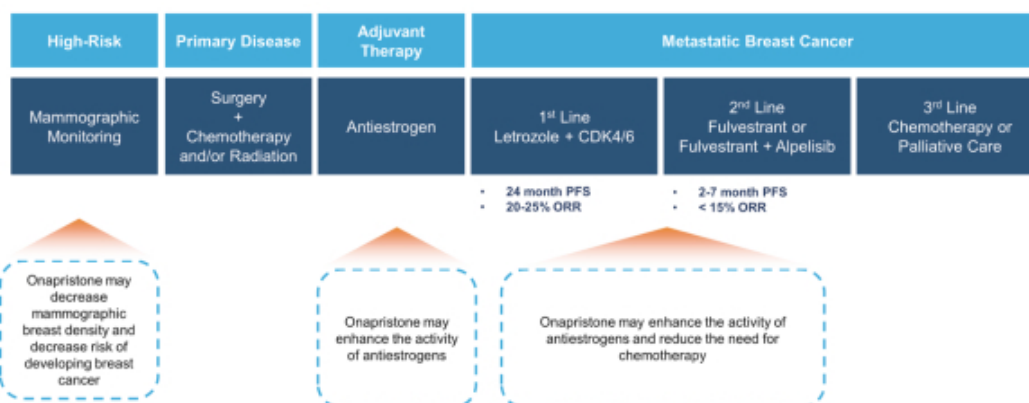 High-Risk
Primary Disease
Adjuvant
Therapy
Metastatic Breast Cancer
Mammographic
Monitoring
Surgery
+
Chemotherapy
and/or Radiation
Antiestrogen
1st Line
Letrozole + CDK4/6
2nd Line
Fulvestrant or
Fulvestrant + Alpelisib
3rd Line
Chemotherapy or
Palliative Care
• 24 month PFS
• 20-25% ORR
• 2-7 month PFS
• < 15% ORR
Onapristone may
decrease
mammographic
breast density and
decrease risk of
developing breast
cancer
Onapristone may
enhance the activity
of antiestrogens
Onapristone may enhance the activity of
antiestrogens and reduce the need for
chemotherapy